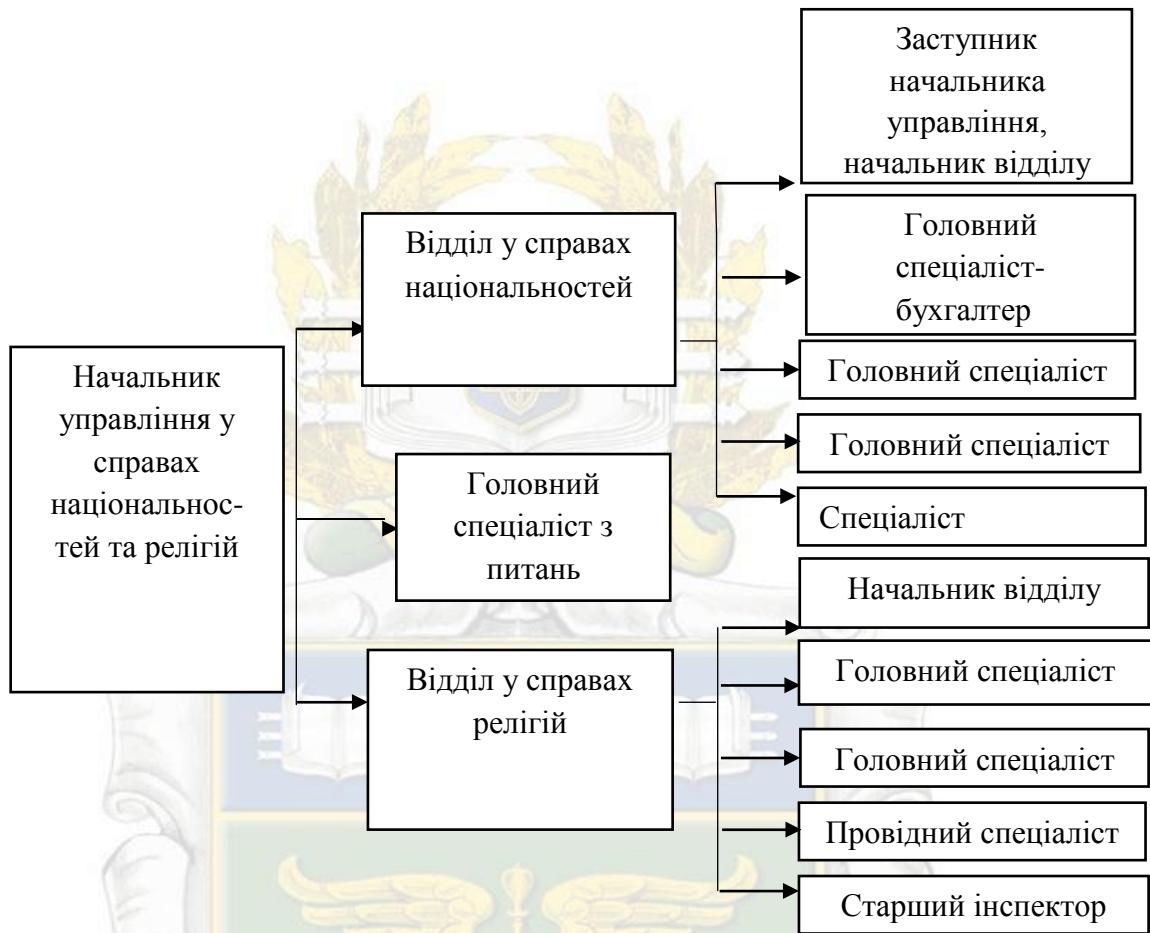 Начальник
управління у
справах
національнос-
тей та релігій
Відділ у справах
національностей
Головний
спеціаліст з
питань
Відділ у справах
релігій
Заступник
начальника
управління,
начальник відділу
Головний
спеціаліст-
бухгалтер
Головний спеціаліст
Головний спеціаліст
Спеціаліст
Начальник відділу
Головний спеціаліст
Головний спеціаліст
Провідний спеціаліст
Старший інспектор